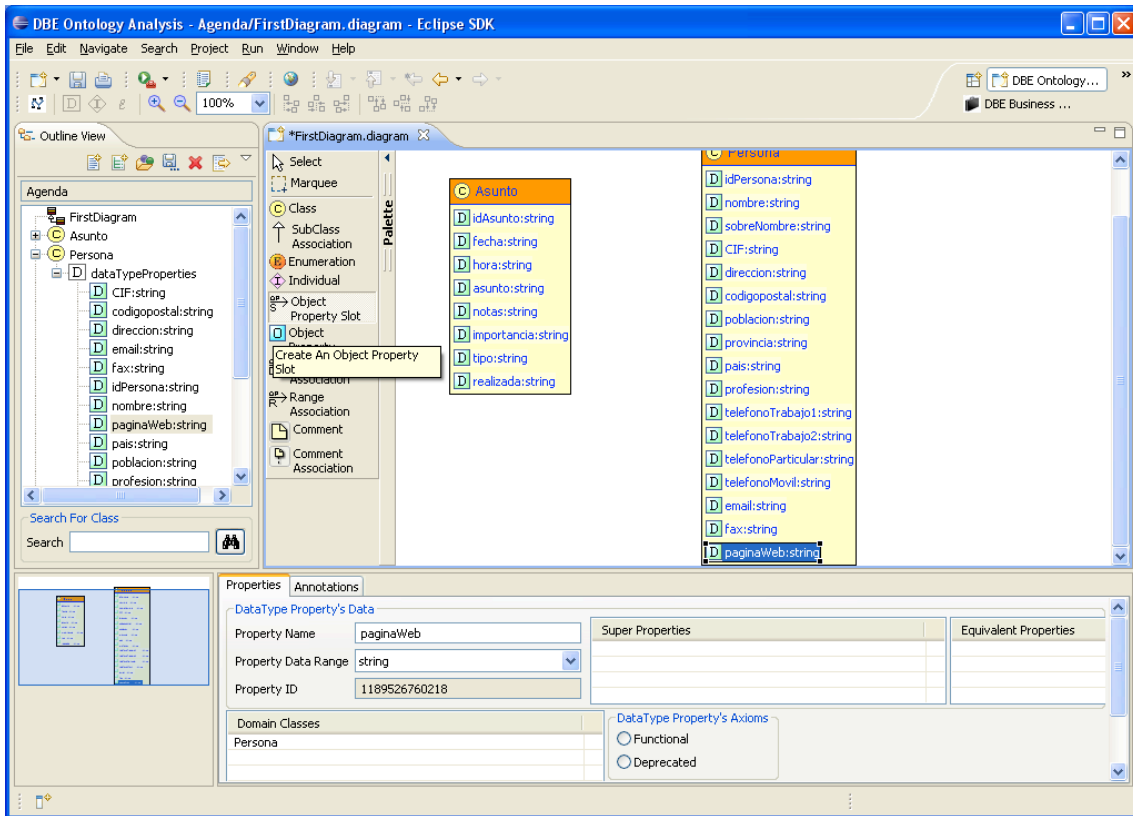 DBE Ontology Analysis - Agenda/FirstDiagram.diagram - Eclipse SDK
File Edit Navigate Search Project Run Window Help
DBE Ontology... »
100%
DBE Business ...
Outline View
*FirstDiagram.diagram
Agenda
FirstDiagram
Asunto
Persona
D dataTypeProperties
D CIF:string
D codigopostal:string
D direccion:string
D email:string
D fax:string
D idPersona:string
D nombre:string
D paginaWeb:string
D pais:string
D poblacion:string
D profesion:string
Search For Class
Search
Select
Marquee
Class
SubClass
Association
Enumeration
Individual
Object
Property Slot
Object
Create An Object Property
Slot
Association
Range
Association
Comment
Comment
Association
Palette
C Asunto
D idAsunto:string
D fecha:string
D hora:string
D asunto:string
D notas:string
D importancia:string
D tipo:string
D realizada:string
C Persona
D idPersona:string
D nombre:string
D sobreNombre:string
D CIF:string
D direccion:string
D codigopostal:string
D poblacion:string
D provincia:string
D pais:string
D profesion:string
D telefonoTrabajo1:string
D telefonoTrabajo2:string
D telefonoParticular:string
D telefonoMovil:string
D email:string
D fax:string
D paginaWeb:string
Properties Annotations
DataType Property's Data
Property Name paginaWeb
Property Data Range string
Property ID 1189526760218
Super Properties
Equivalent Properties
Domain Classes
Persona
DataType Property's Axioms
Functional
Deprecated